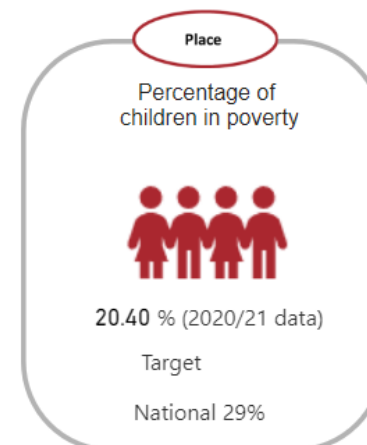 Place
Percentage of
children in poverty
20.40 % (2020/21 data)
Target
National 29%